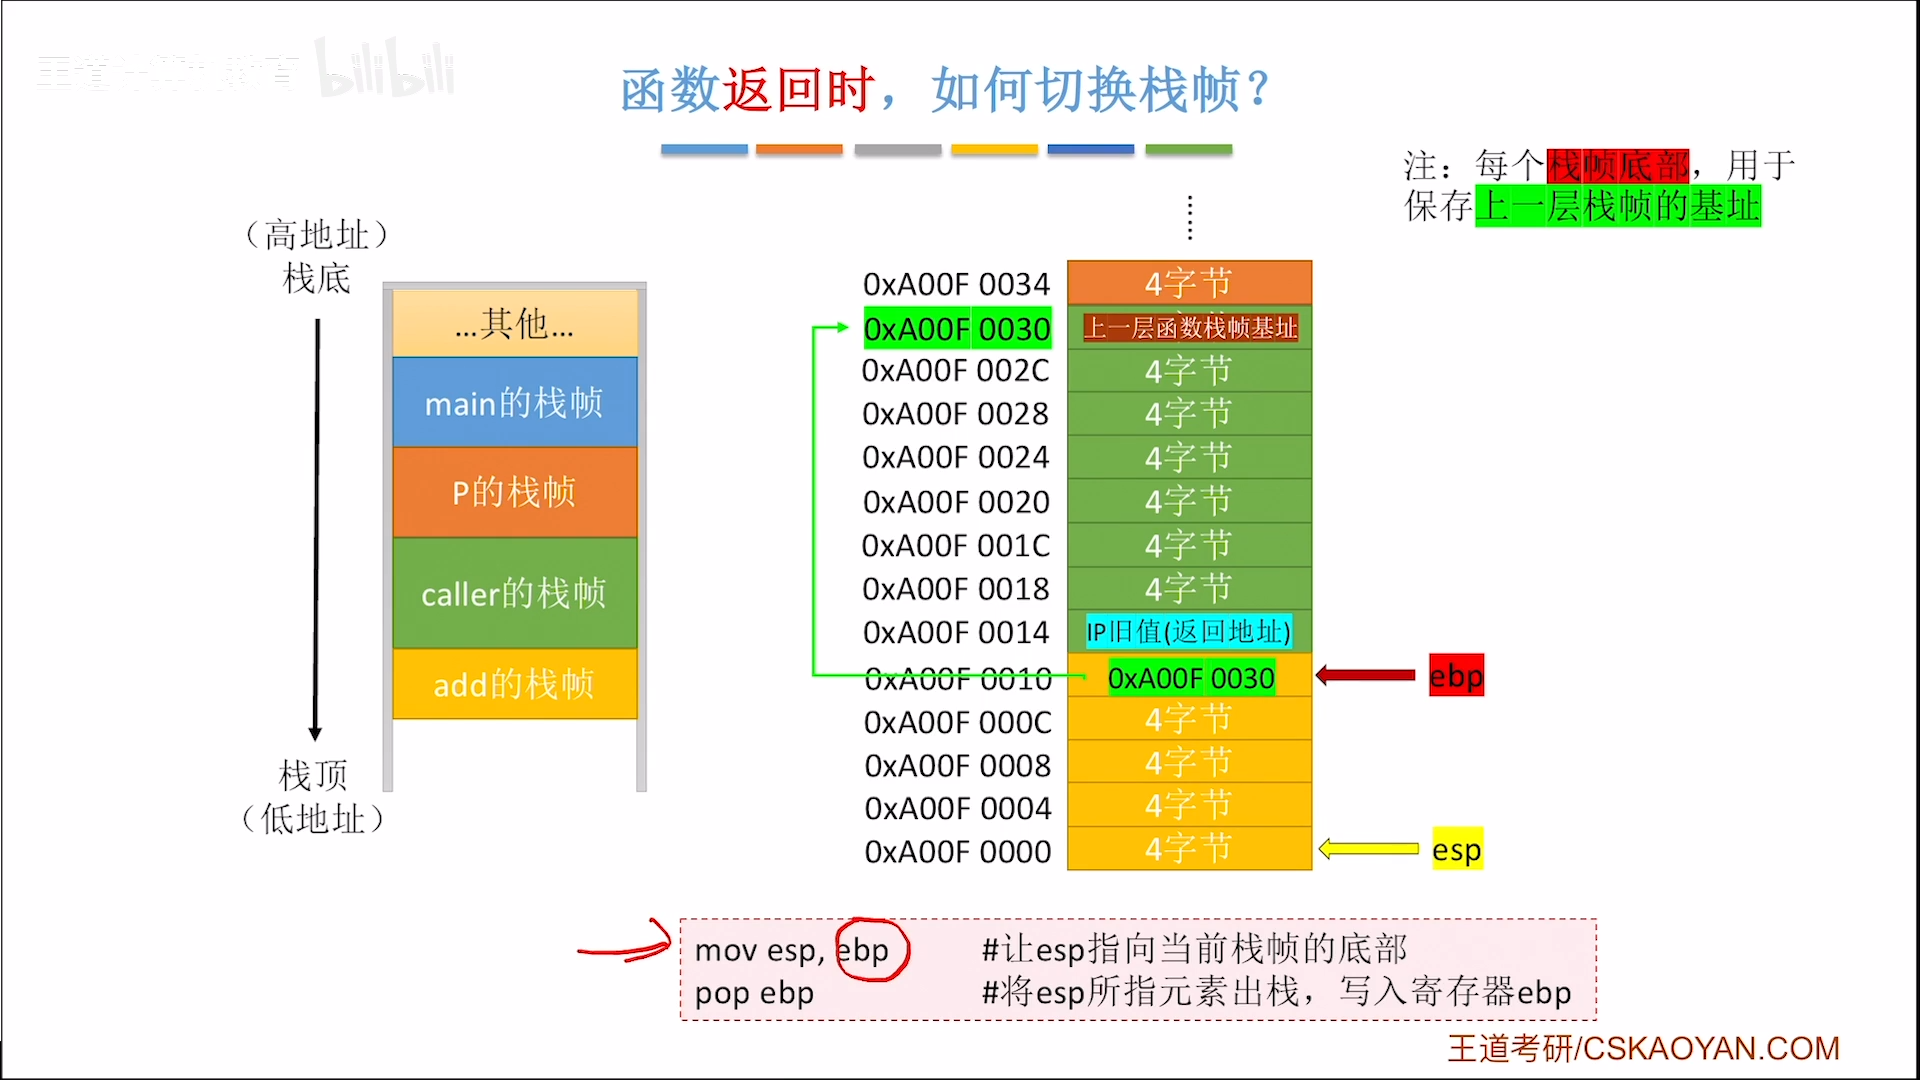 王道计算机教育 bilibili
函数返回时，如何切换栈帧？
注：每个栈帧底部，用于
保存上一层栈帧的基址
（高地址）
栈底
...其他...
main的栈帧
P的栈帧
caller的栈帧
add的栈帧
栈顶
（低地址）
0xA00F 0034 4字节
0xA00F 0030 上一层函数栈帧基址
0xA00F 002C 4字节
0xA00F 0028 4字节
0xA00F 0024 4字节
0xA00F 0020 4字节
0xA00F 001C 4字节
0xA00F 0018 4字节
0xA00F 0014 IP旧值(返回地址)
0xA00F 0010 0xA00F 0030 ebp
0xA00F 000C 4字节
0xA00F 0008 4字节
0xA00F 0004 4字节
0xA00F 0000 4字节 esp
mov esp, ebp #让esp指向当前栈帧的底部
pop ebp #将esp所指元素出栈，写入寄存器ebp
王道考研/CSKAOYAN.COM